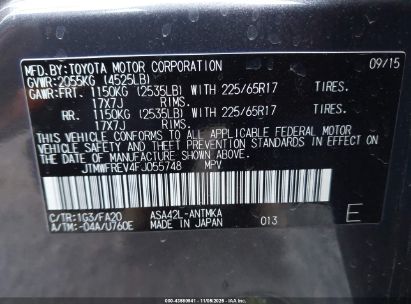 MFD.BY:TOYOTA MOTOR CORPORATION 09/15
GVWR:2055KG (4525LB)
GAWR:FRT. 1150KG (2535LB) WITH 225/65R17 TIRES.
17X7J RIMS.
RR. 1150KG (2535LB) WITH 225/65R17 TIRES.
17X7J RIMS.
THIS VEHICLE CONFORMS TO ALL APPLICABLE FEDERAL MOTOR
VEHICLE SAFETY STANDARDS IN EFFECT ON THE DATE OF
MANUFACTURE SHOWN ABOVE.
JTMWFREV4FJ055748 MPV
C/TR:1G3/FA20 ASA42L-ANTMKA
A/TM:-04A/U760E MADE IN JAPAN 013 E